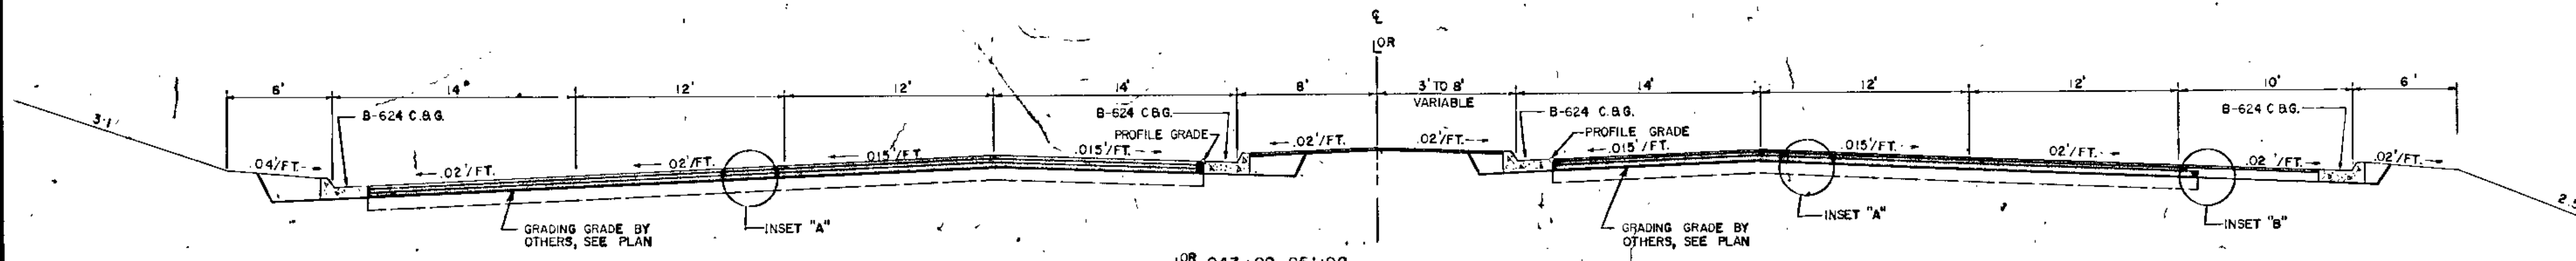 ℄
LOR
6' 14' 12' 12' 14' 8' 3' TO 8' 14' 12' 12' 10' 6'
VARIABLE
3:1
B-624 C.&G.
B-624 C.&G.
PROFILE GRADE
B-624 C.&G.
PROFILE GRADE
B-624 C.&G.
.04'/FT. .02'/FT. .02'/FT. .015'/FT. .015'/FT. .02'/FT. .02'/FT. .015'/FT. .015'/FT. .02'/FT. .02'/FT. .02'/FT.
GRADING GRADE BY
OTHERS, SEE PLAN
INSET "A"
GRADING GRADE BY
OTHERS, SEE PLAN
INSET "A"
INSET "B"